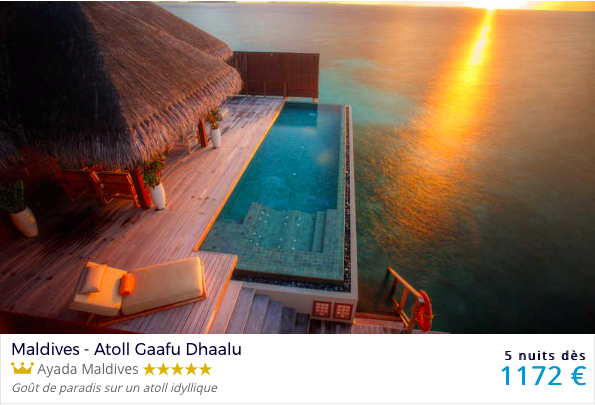 Maldives - Atoll Gaafu Dhaalu
Ayada Maldives
Goût de paradis sur un atoll idyllique
5 nuits dès
1172 €